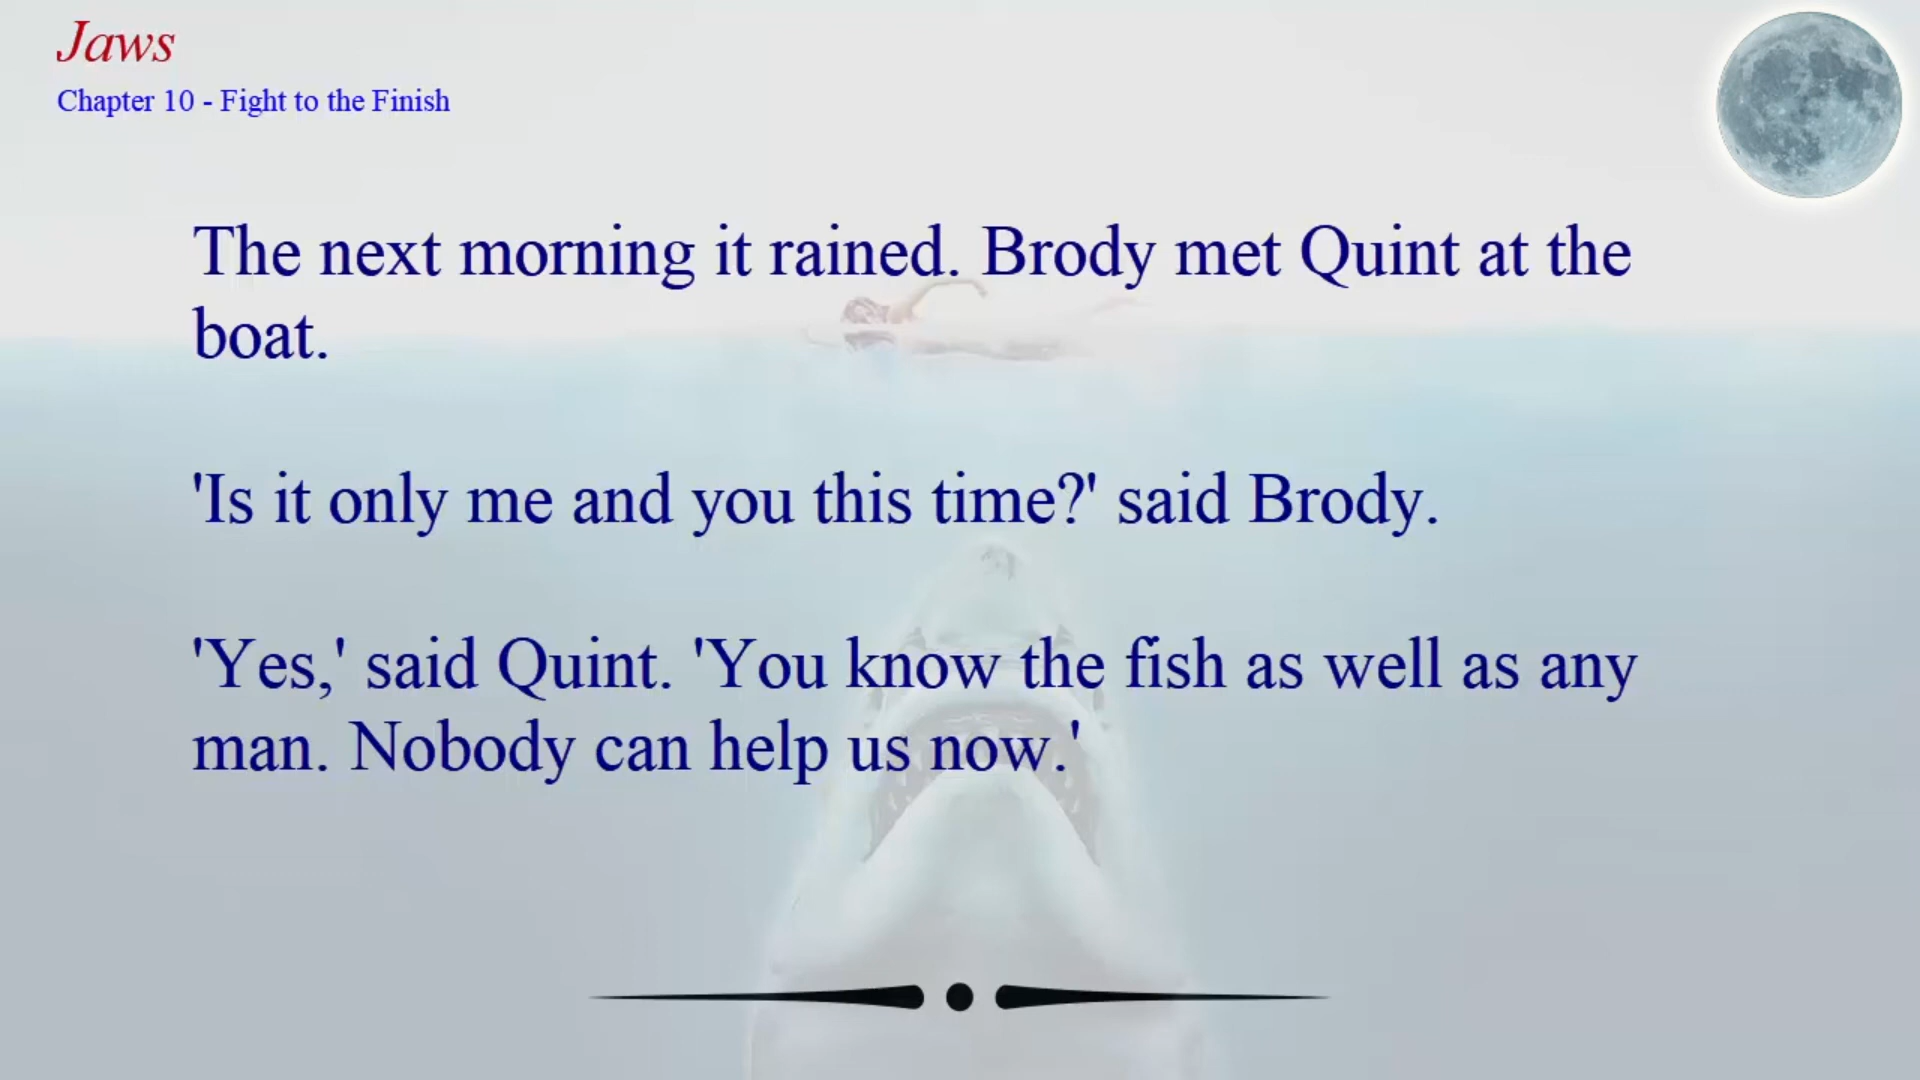 Jaws
Chapter 10 - Fight to the Finish
The next morning it rained. Brody met Quint at the
boat.
'Is it only me and you this time?' said Brody.
'Yes,' said Quint. 'You know the fish as well as any
man. Nobody can help us now.'